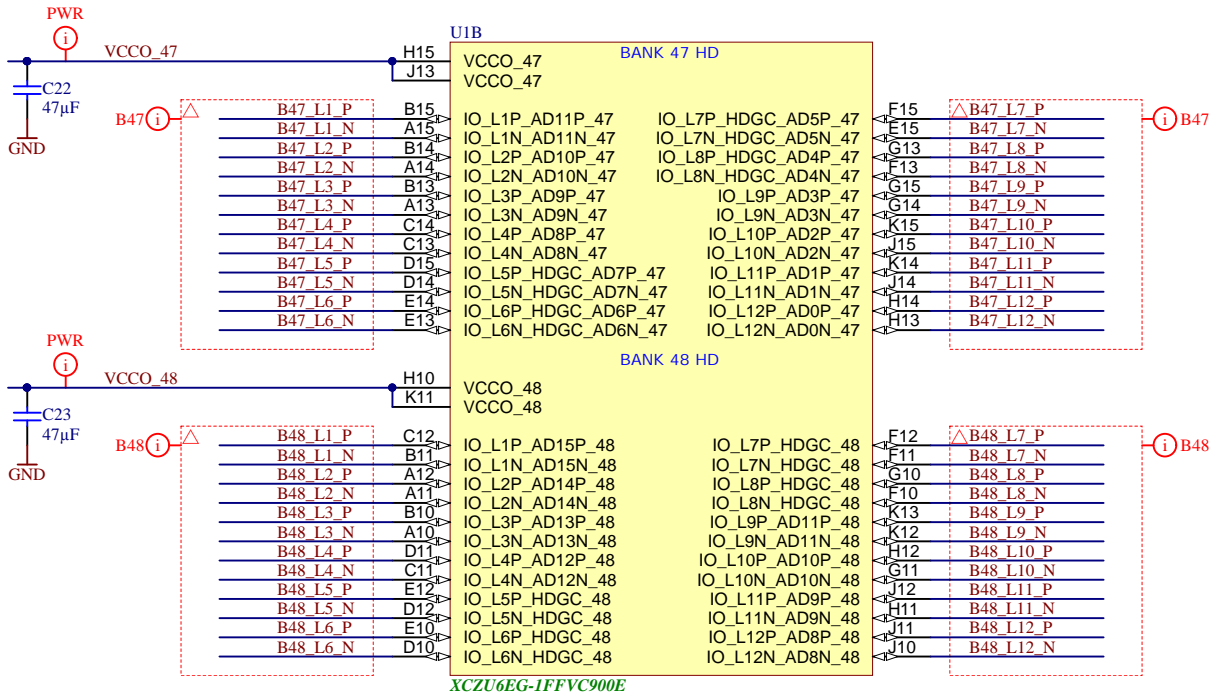 PWR
U1B
VCCO_47 H15 VCCO_47 BANK 47 HD
J13 VCCO_47
C22
47µF
GND
B47 B47_L1_P B15 IO_L1P_AD11P_47 IO_L7P_HDGC_AD5P_47 F15 B47_L7_P B47
B47_L1_N A15 IO_L1N_AD11N_47 IO_L7N_HDGC_AD5N_47 E15 B47_L7_N
B47_L2_P B14 IO_L2P_AD10P_47 IO_L8P_HDGC_AD4P_47 G13 B47_L8_P
B47_L2_N A14 IO_L2N_AD10N_47 IO_L8N_HDGC_AD4N_47 F13 B47_L8_N
B47_L3_P B13 IO_L3P_AD9P_47 IO_L9P_AD3P_47 G15 B47_L9_P
B47_L3_N A13 IO_L3N_AD9N_47 IO_L9N_AD3N_47 G14 B47_L9_N
B47_L4_P C14 IO_L4P_AD8P_47 IO_L10P_AD2P_47 K15 B47_L10_P
B47_L4_N C13 IO_L4N_AD8N_47 IO_L10N_AD2N_47 J15 B47_L10_N
B47_L5_P D15 IO_L5P_HDGC_AD7P_47 IO_L11P_AD1P_47 K14 B47_L11_P
B47_L5_N D14 IO_L5N_HDGC_AD7N_47 IO_L11N_AD1N_47 J14 B47_L11_N
B47_L6_P E14 IO_L6P_HDGC_AD6P_47 IO_L12P_AD0P_47 H14 B47_L12_P
B47_L6_N E13 IO_L6N_HDGC_AD6N_47 IO_L12N_AD0N_47 H13 B47_L12_N
PWR
BANK 48 HD
VCCO_48 H10 VCCO_48
K11 VCCO_48
C23
47µF
GND
B48 B48_L1_P C12 IO_L1P_AD15P_48 IO_L7P_HDGC_48 F12 B48_L7_P B48
B48_L1_N B11 IO_L1N_AD15N_48 IO_L7N_HDGC_48 F11 B48_L7_N
B48_L2_P A12 IO_L2P_AD14P_48 IO_L8P_HDGC_48 G10 B48_L8_P
B48_L2_N A11 IO_L2N_AD14N_48 IO_L8N_HDGC_48 F10 B48_L8_N
B48_L3_P B10 IO_L3P_AD13P_48 IO_L9P_AD11P_48 K13 B48_L9_P
B48_L3_N A10 IO_L3N_AD13N_48 IO_L9N_AD11N_48 K12 B48_L9_N
B48_L4_P D11 IO_L4P_AD12P_48 IO_L10P_AD10P_48 H12 B48_L10_P
B48_L4_N C11 IO_L4N_AD12N_48 IO_L10N_AD10N_48 G11 B48_L10_N
B48_L5_P E12 IO_L5P_HDGC_48 IO_L11P_AD9P_48 J12 B48_L11_P
B48_L5_N D12 IO_L5N_HDGC_48 IO_L11N_AD9N_48 H11 B48_L11_N
B48_L6_P E10 IO_L6P_HDGC_48 IO_L12P_AD8P_48 J11 B48_L12_P
B48_L6_N D10 IO_L6N_HDGC_48 IO_L12N_AD8N_48 J10 B48_L12_N
XCZU6EG-1FFVC900E